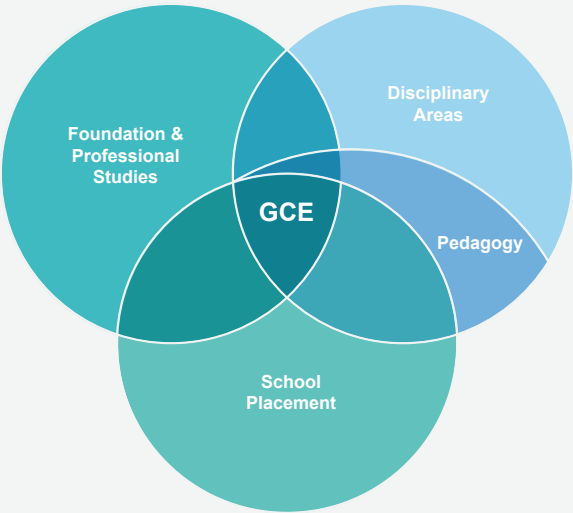 Disciplinary
Areas
Foundation &
Professional
Studies
GCE
Pedagogy
School
Placement